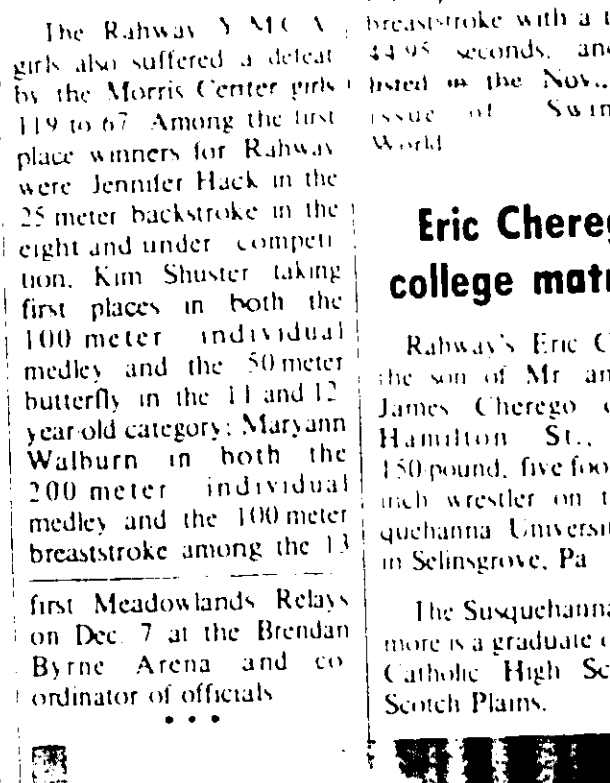 The Rahway Y M C A
girls also suffered a defeat
by the Morris Center girls
119 to 67. Among the first
place winners for Rahway
were Jennifer Hack in the
25 meter backstroke in the
eight and under competi
tion, Kim Shuster taking
first places in both the
100 meter individual
medley and the 50 meter
butterfly in the 11 and 12
year-old category; Maryann
Walburn in both the
200 meter individual
medley and the 100 meter
breaststroke among the 13
first Meadowlands Relays
on Dec. 7 at the Brendan
Byrne Arena and co
ordinator of officials
• • •
breaststroke with a t
44.95 seconds, and
listed in the Nov.,
issue of Swim
World
Eric Chereg
college matm
Rahway's Eric C
the son of Mr an
James Cherego o
Hamilton St.,
150-pound, five foo
inch wrestler on t
quehanna Universit
in Selinsgrove, Pa
The Susquehanna
more is a graduate o
Catholic High Sc
Scotch Plains.